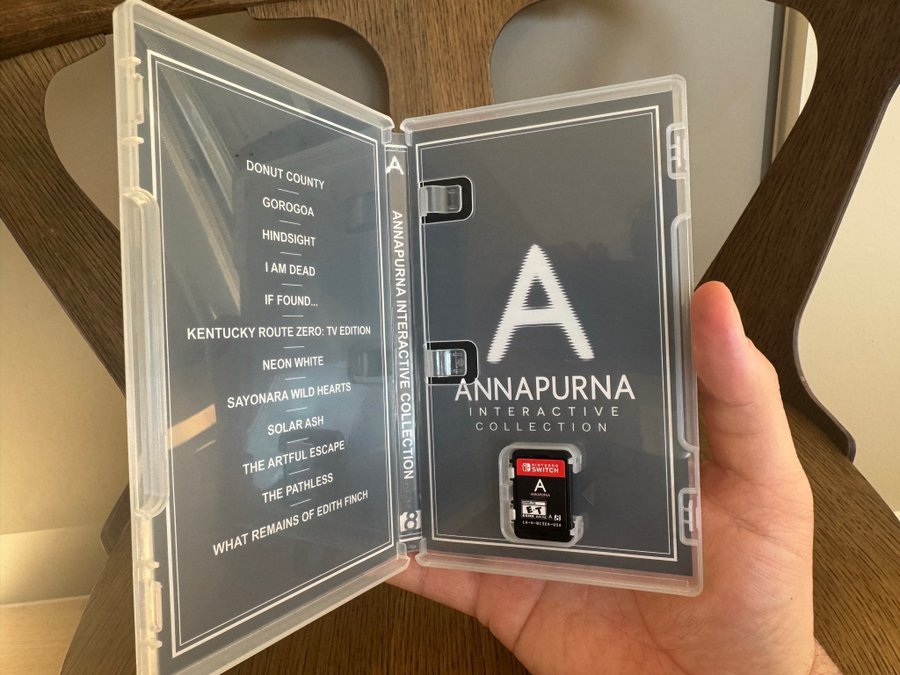 DONUT COUNTY
GOROGOA
HINDSIGHT
I AM DEAD
IF FOUND...
KENTUCKY ROUTE ZERO: TV EDITION
NEON WHITE
SAYONARA WILD HEARTS
SOLAR ASH
THE ARTFUL ESCAPE
THE PATHLESS
WHAT REMAINS OF EDITH FINCH
A
ANNAPURNA INTERACTIVE COLLECTION
8
A
ANNAPURNA
INTERACTIVE
COLLECTION
NINTENDO
SWITCH
A
ANNAPURNA